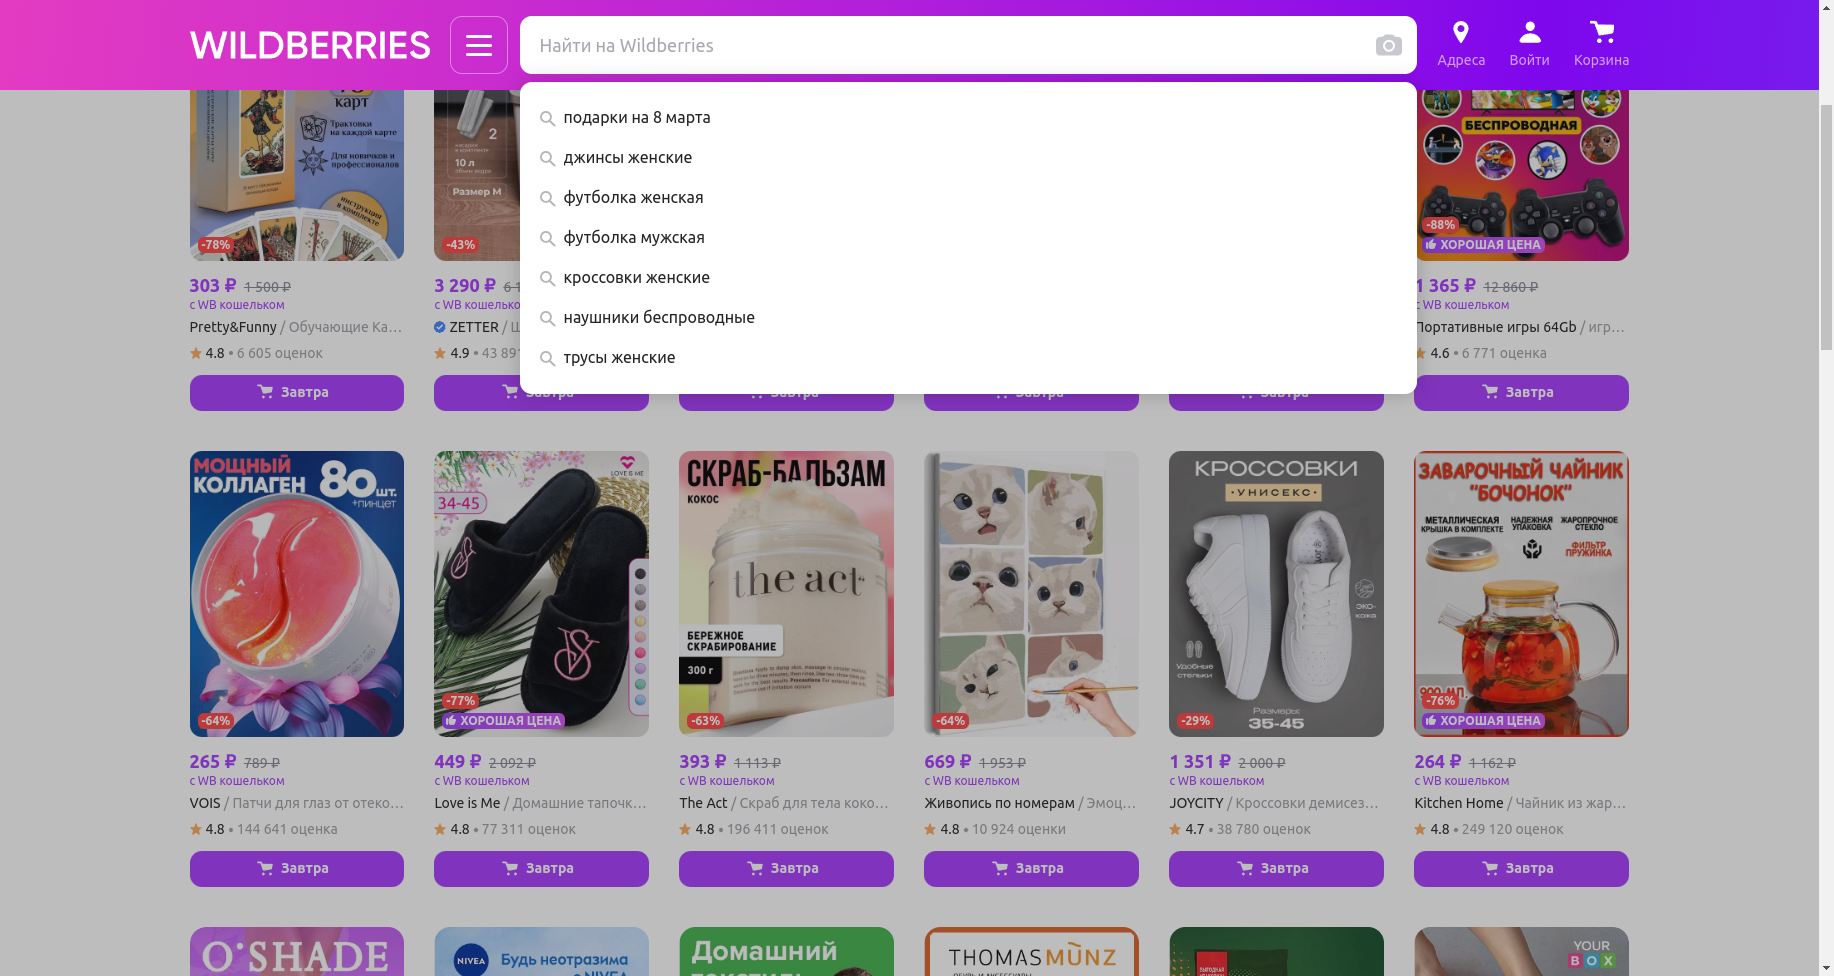 WILDBERRIES
Найти на Wildberries
Адреса
Войти
Корзина
подарки на 8 марта
джинсы женские
футболка женская
футболка мужская
кроссовки женские
наушники беспроводные
трусы женские
карт
Трактовки
на каждой карте
Для новичков и
профессионалов
инструкция
в комплекте
-78%
2
10 л
Размер M
-43%
БЕСПРОВОДНАЯ
-88%
ХОРОШАЯ ЦЕНА
303 ₽ 1 500 ₽
с WB кошельком
Pretty&Funny / Обучающие Ка...
4.8 • 6 605 оценок
Завтра
3 290 ₽
с WB кошельком
ZETTER /
4.9 • 43 891
Завтра
Завтра
Завтра
Завтра
1 365 ₽ 12 860 ₽
с WB кошельком
Портативные игры 64Gb / игр...
4.6 • 6 771 оценка
Завтра
МОЩНЫЙ
КОЛЛАГЕН
80 шт.
+пинцет
-64%
LOVE IS ME
34-45
-77%
ХОРОШАЯ ЦЕНА
СКРАБ-БАЛЬЗАМ
КОКОС
the act
БЕРЕЖНОЕ
СКРАБИРОВАНИЕ
300 г
-63%
-64%
КРОССОВКИ
•УНИСЕКС•
ЭКО-
КОЖА
Удобные
стельки
Размеры
35-45
-29%
ЗАВАРОЧНЫЙ ЧАЙНИК
"БОЧОНОК"
МЕТАЛЛИЧЕСКАЯ
КРЫШКА В КОМПЛЕКТЕ
НАДЕЖНАЯ
УПАКОВКА
ЖАРОПРОЧНОЕ
СТЕКЛО
ФИЛЬТР
ПРУЖИНКА
900 МЛ.
-76%
ХОРОШАЯ ЦЕНА
265 ₽ 789 ₽
с WB кошельком
VOIS / Патчи для глаз от отеко...
4.8 • 144 641 оценка
Завтра
449 ₽ 2 092 ₽
с WB кошельком
Love is Me / Домашние тапочк...
4.8 • 77 311 оценок
Завтра
393 ₽ 1 113 ₽
с WB кошельком
The Act / Скраб для тела коко...
4.8 • 196 411 оценок
Завтра
669 ₽ 1 953 ₽
с WB кошельком
Живопись по номерам / Эмоц...
4.8 • 10 924 оценки
Завтра
1 351 ₽ 2 000 ₽
с WB кошельком
JOYCITY / Кроссовки демисез...
4.7 • 38 780 оценок
Завтра
264 ₽ 1 162 ₽
с WB кошельком
Kitchen Home / Чайник из жар...
4.8 • 249 120 оценок
Завтра
O'SHADE
NIVEA
Будь неотразима
с NIVEA
Домашний
текстиль
THOMAS MÜNZ
YOUR
BOX